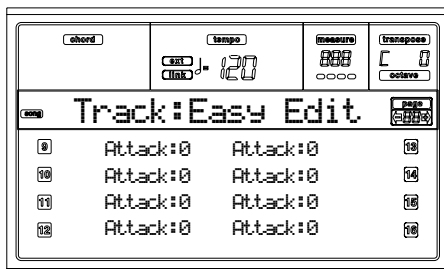 chord tempo measure transpose
ext
link ♩= 120 888 C 0
octave
song Track:Easy Edit page
88
9 Attack:0 Attack:0 13
10 Attack:0 Attack:0 14
11 Attack:0 Attack:0 15
12 Attack:0 Attack:0 16